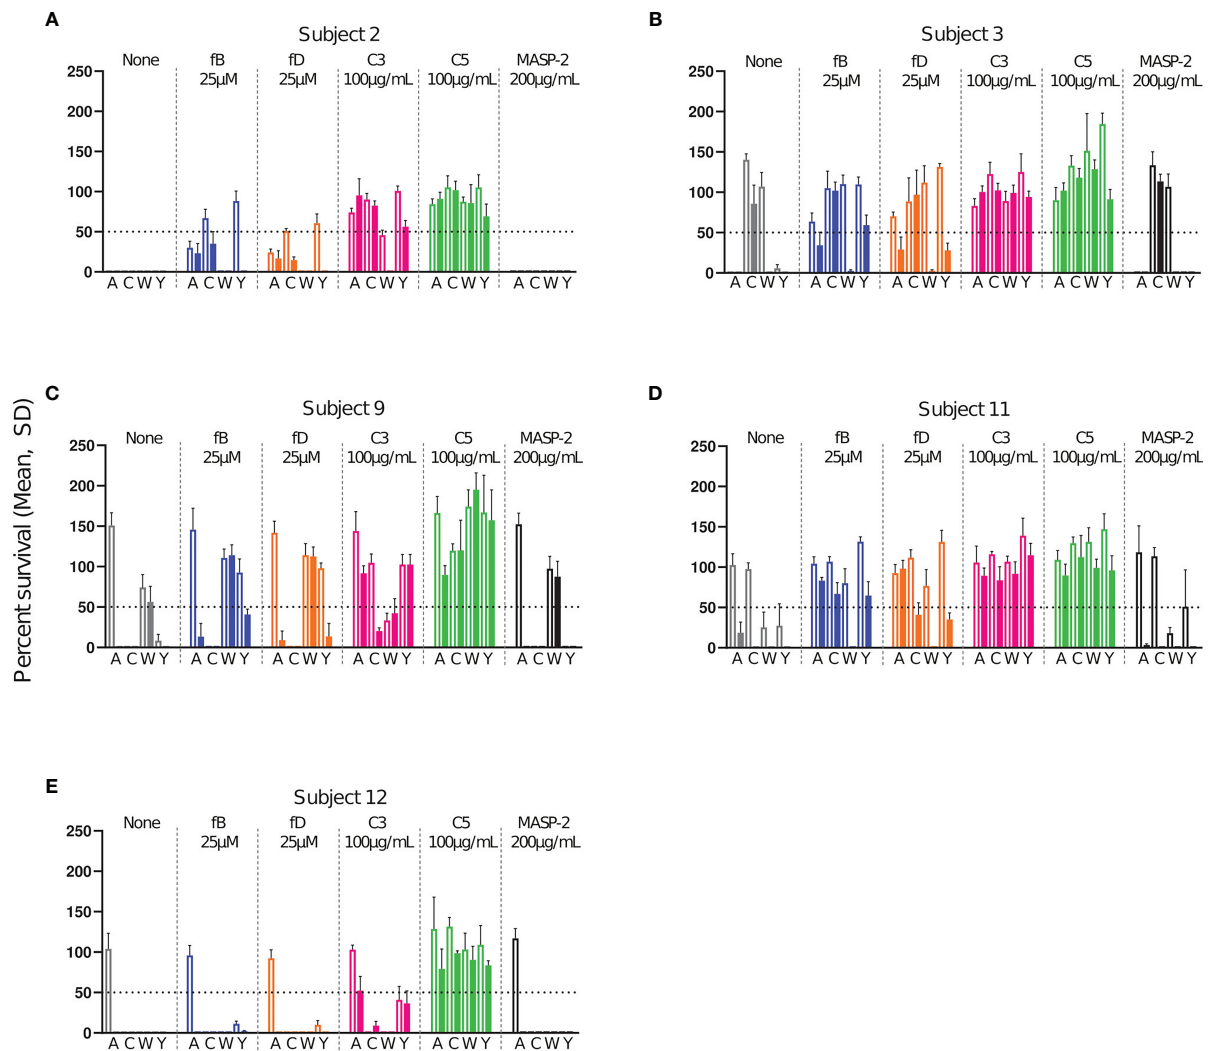 A
Subject 2
None fB fD C3 C5 MASP-2
25µM 25µM 100µg/mL 100µg/mL 200µg/mL
250
200
150
100
50
0
A C W Y A C W Y A C W Y A C W Y A C W Y A C W Y
B
Subject 3
None fB fD C3 C5 MASP-2
25µM 25µM 100µg/mL 100µg/mL 200µg/mL
250
200
150
100
50
0
A C W Y A C W Y A C W Y A C W Y A C W Y A C W Y
Percent survival (Mean, SD)
C
Subject 9
None fB fD C3 C5 MASP-2
25µM 25µM 100µg/mL 100µg/mL 200µg/mL
250
200
150
100
50
0
A C W Y A C W Y A C W Y A C W Y A C W Y A C W Y
D
Subject 11
None fB fD C3 C5 MASP-2
25µM 25µM 100µg/mL 100µg/mL 200µg/mL
250
200
150
100
50
0
A C W Y A C W Y A C W Y A C W Y A C W Y A C W Y
E
Subject 12
None fB fD C3 C5 MASP-2
25µM 25µM 100µg/mL 100µg/mL 200µg/mL
250
200
150
100
50
0
A C W Y A C W Y A C W Y A C W Y A C W Y A C W Y